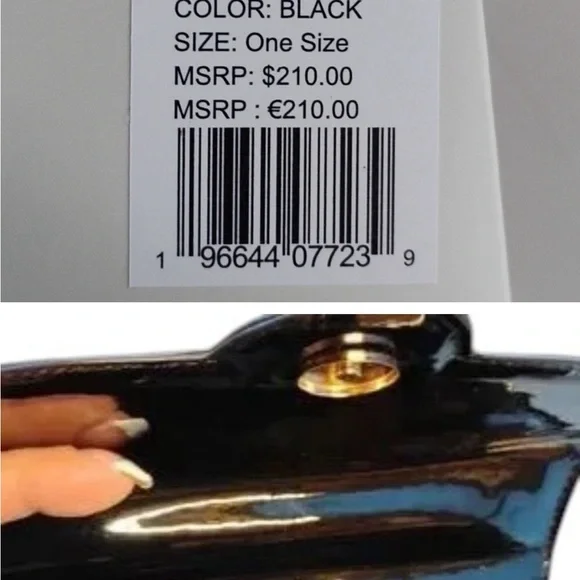 COLOR: BLACK
SIZE: One Size
MSRP: $210.00
MSRP : €210.00
1 96644 07723 9